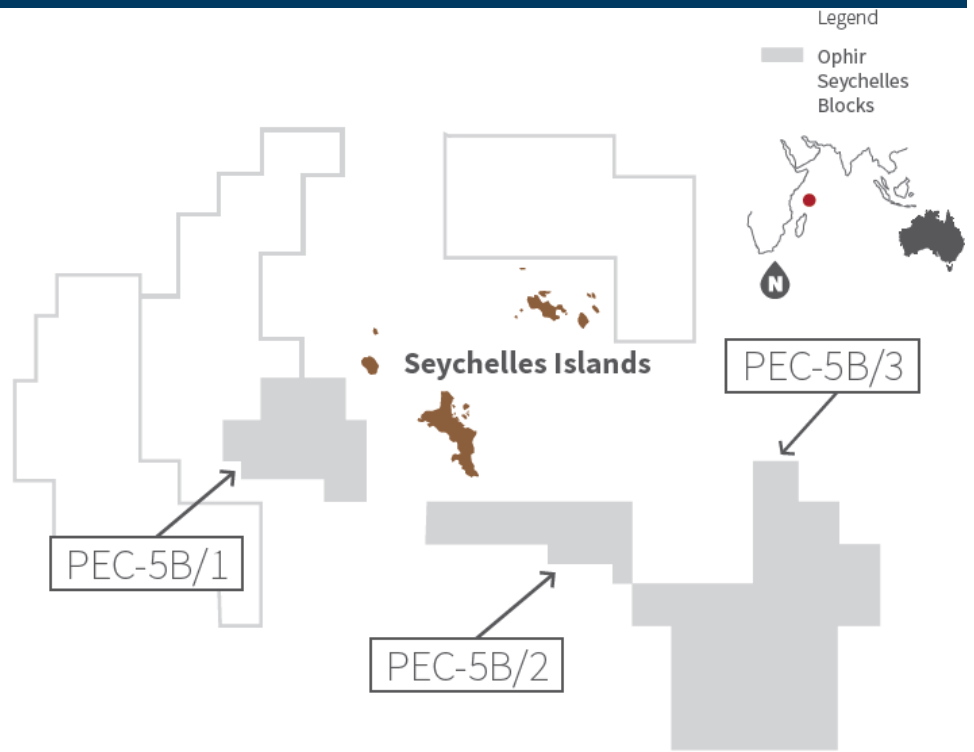 Legend
Ophir
Seychelles
Blocks
N
Seychelles Islands
PEC-5B/3
PEC-5B/1
PEC-5B/2